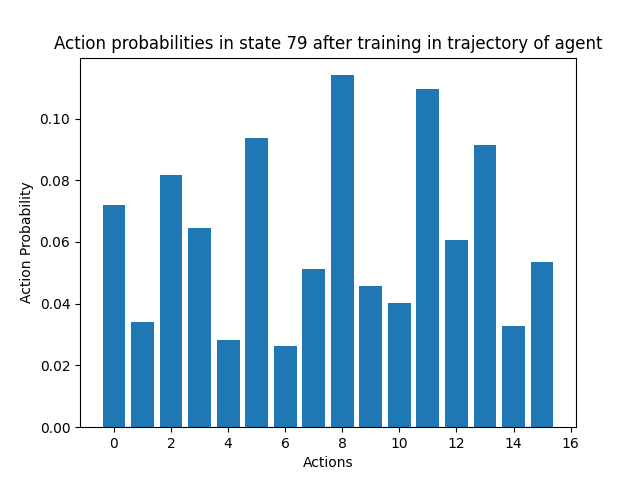 Action probabilities in state 79 after training in trajectory of agent
0.10
0.08
0.06
0.04
0.02
0.00
Action Probability
0 2 4 6 8 10 12 14 16
Actions